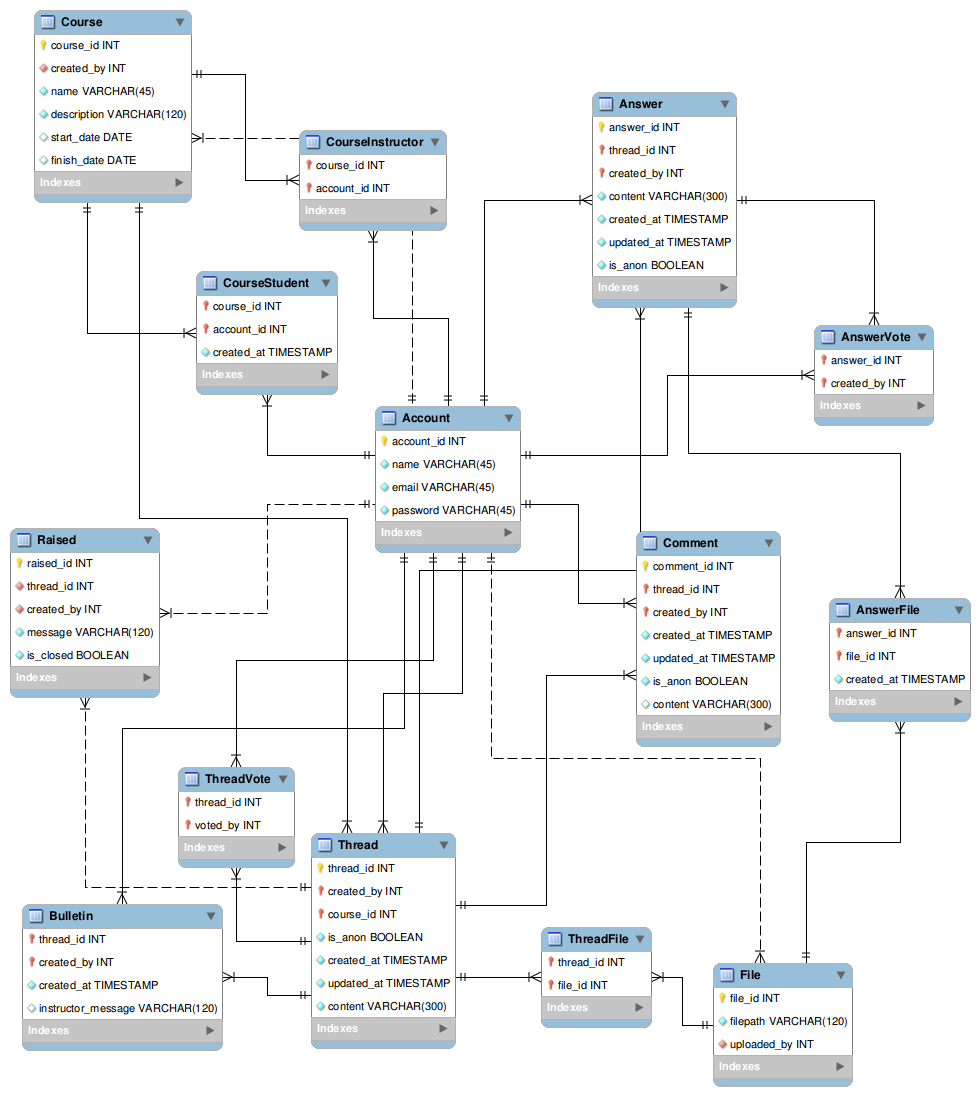 Course
course_id INT
created_by INT
name VARCHAR(45)
description VARCHAR(120)
start_date DATE
finish_date DATE
Indexes
CourseInstructor
course_id INT
account_id INT
Indexes
Answer
answer_id INT
thread_id INT
created_by INT
content VARCHAR(300)
created_at TIMESTAMP
updated_at TIMESTAMP
is_anon BOOLEAN
Indexes
CourseStudent
course_id INT
account_id INT
created_at TIMESTAMP
Indexes
AnswerVote
answer_id INT
created_by INT
Indexes
Account
account_id INT
name VARCHAR(45)
email VARCHAR(45)
password VARCHAR(45)
Indexes
Raised
raised_id INT
thread_id INT
created_by INT
message VARCHAR(120)
is_closed BOOLEAN
Indexes
Comment
comment_id INT
thread_id INT
created_by INT
created_at TIMESTAMP
updated_at TIMESTAMP
is_anon BOOLEAN
content VARCHAR(300)
Indexes
AnswerFile
answer_id INT
file_id INT
created_at TIMESTAMP
Indexes
ThreadVote
thread_id INT
voted_by INT
Indexes
Thread
thread_id INT
created_by INT
course_id INT
is_anon BOOLEAN
created_at TIMESTAMP
updated_at TIMESTAMP
content VARCHAR(300)
Indexes
Bulletin
thread_id INT
created_by INT
created_at TIMESTAMP
instructor_message VARCHAR(120)
Indexes
ThreadFile
thread_id INT
file_id INT
Indexes
File
file_id INT
filepath VARCHAR(120)
uploaded_by INT
Indexes